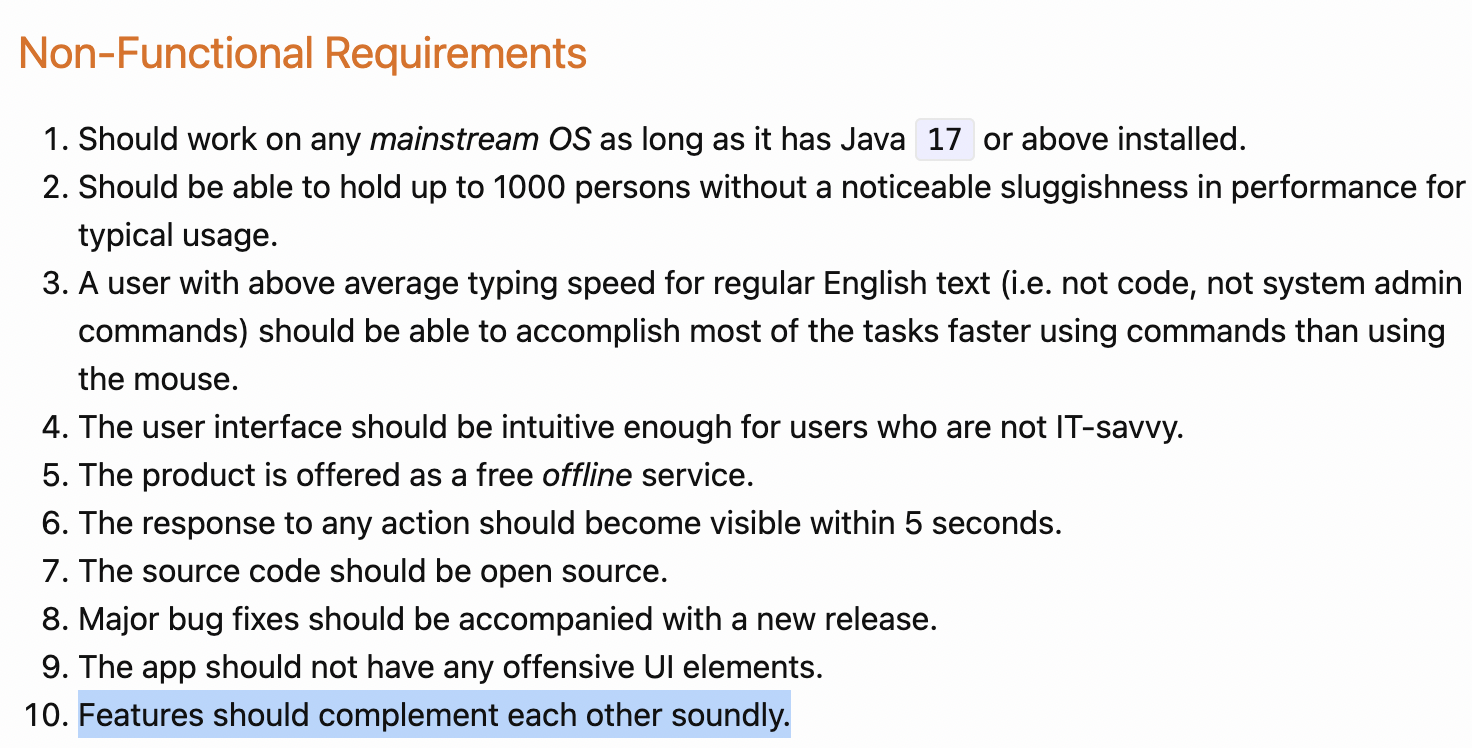 Non-Functional Requirements
1. Should work on any mainstream OS as long as it has Java 17 or above installed.
2. Should be able to hold up to 1000 persons without a noticeable sluggishness in performance for
typical usage.
3. A user with above average typing speed for regular English text (i.e. not code, not system admin
commands) should be able to accomplish most of the tasks faster using commands than using
the mouse.
4. The user interface should be intuitive enough for users who are not IT-savvy.
5. The product is offered as a free offline service.
6. The response to any action should become visible within 5 seconds.
7. The source code should be open source.
8. Major bug fixes should be accompanied with a new release.
9. The app should not have any offensive UI elements.
10. Features should complement each other soundly.